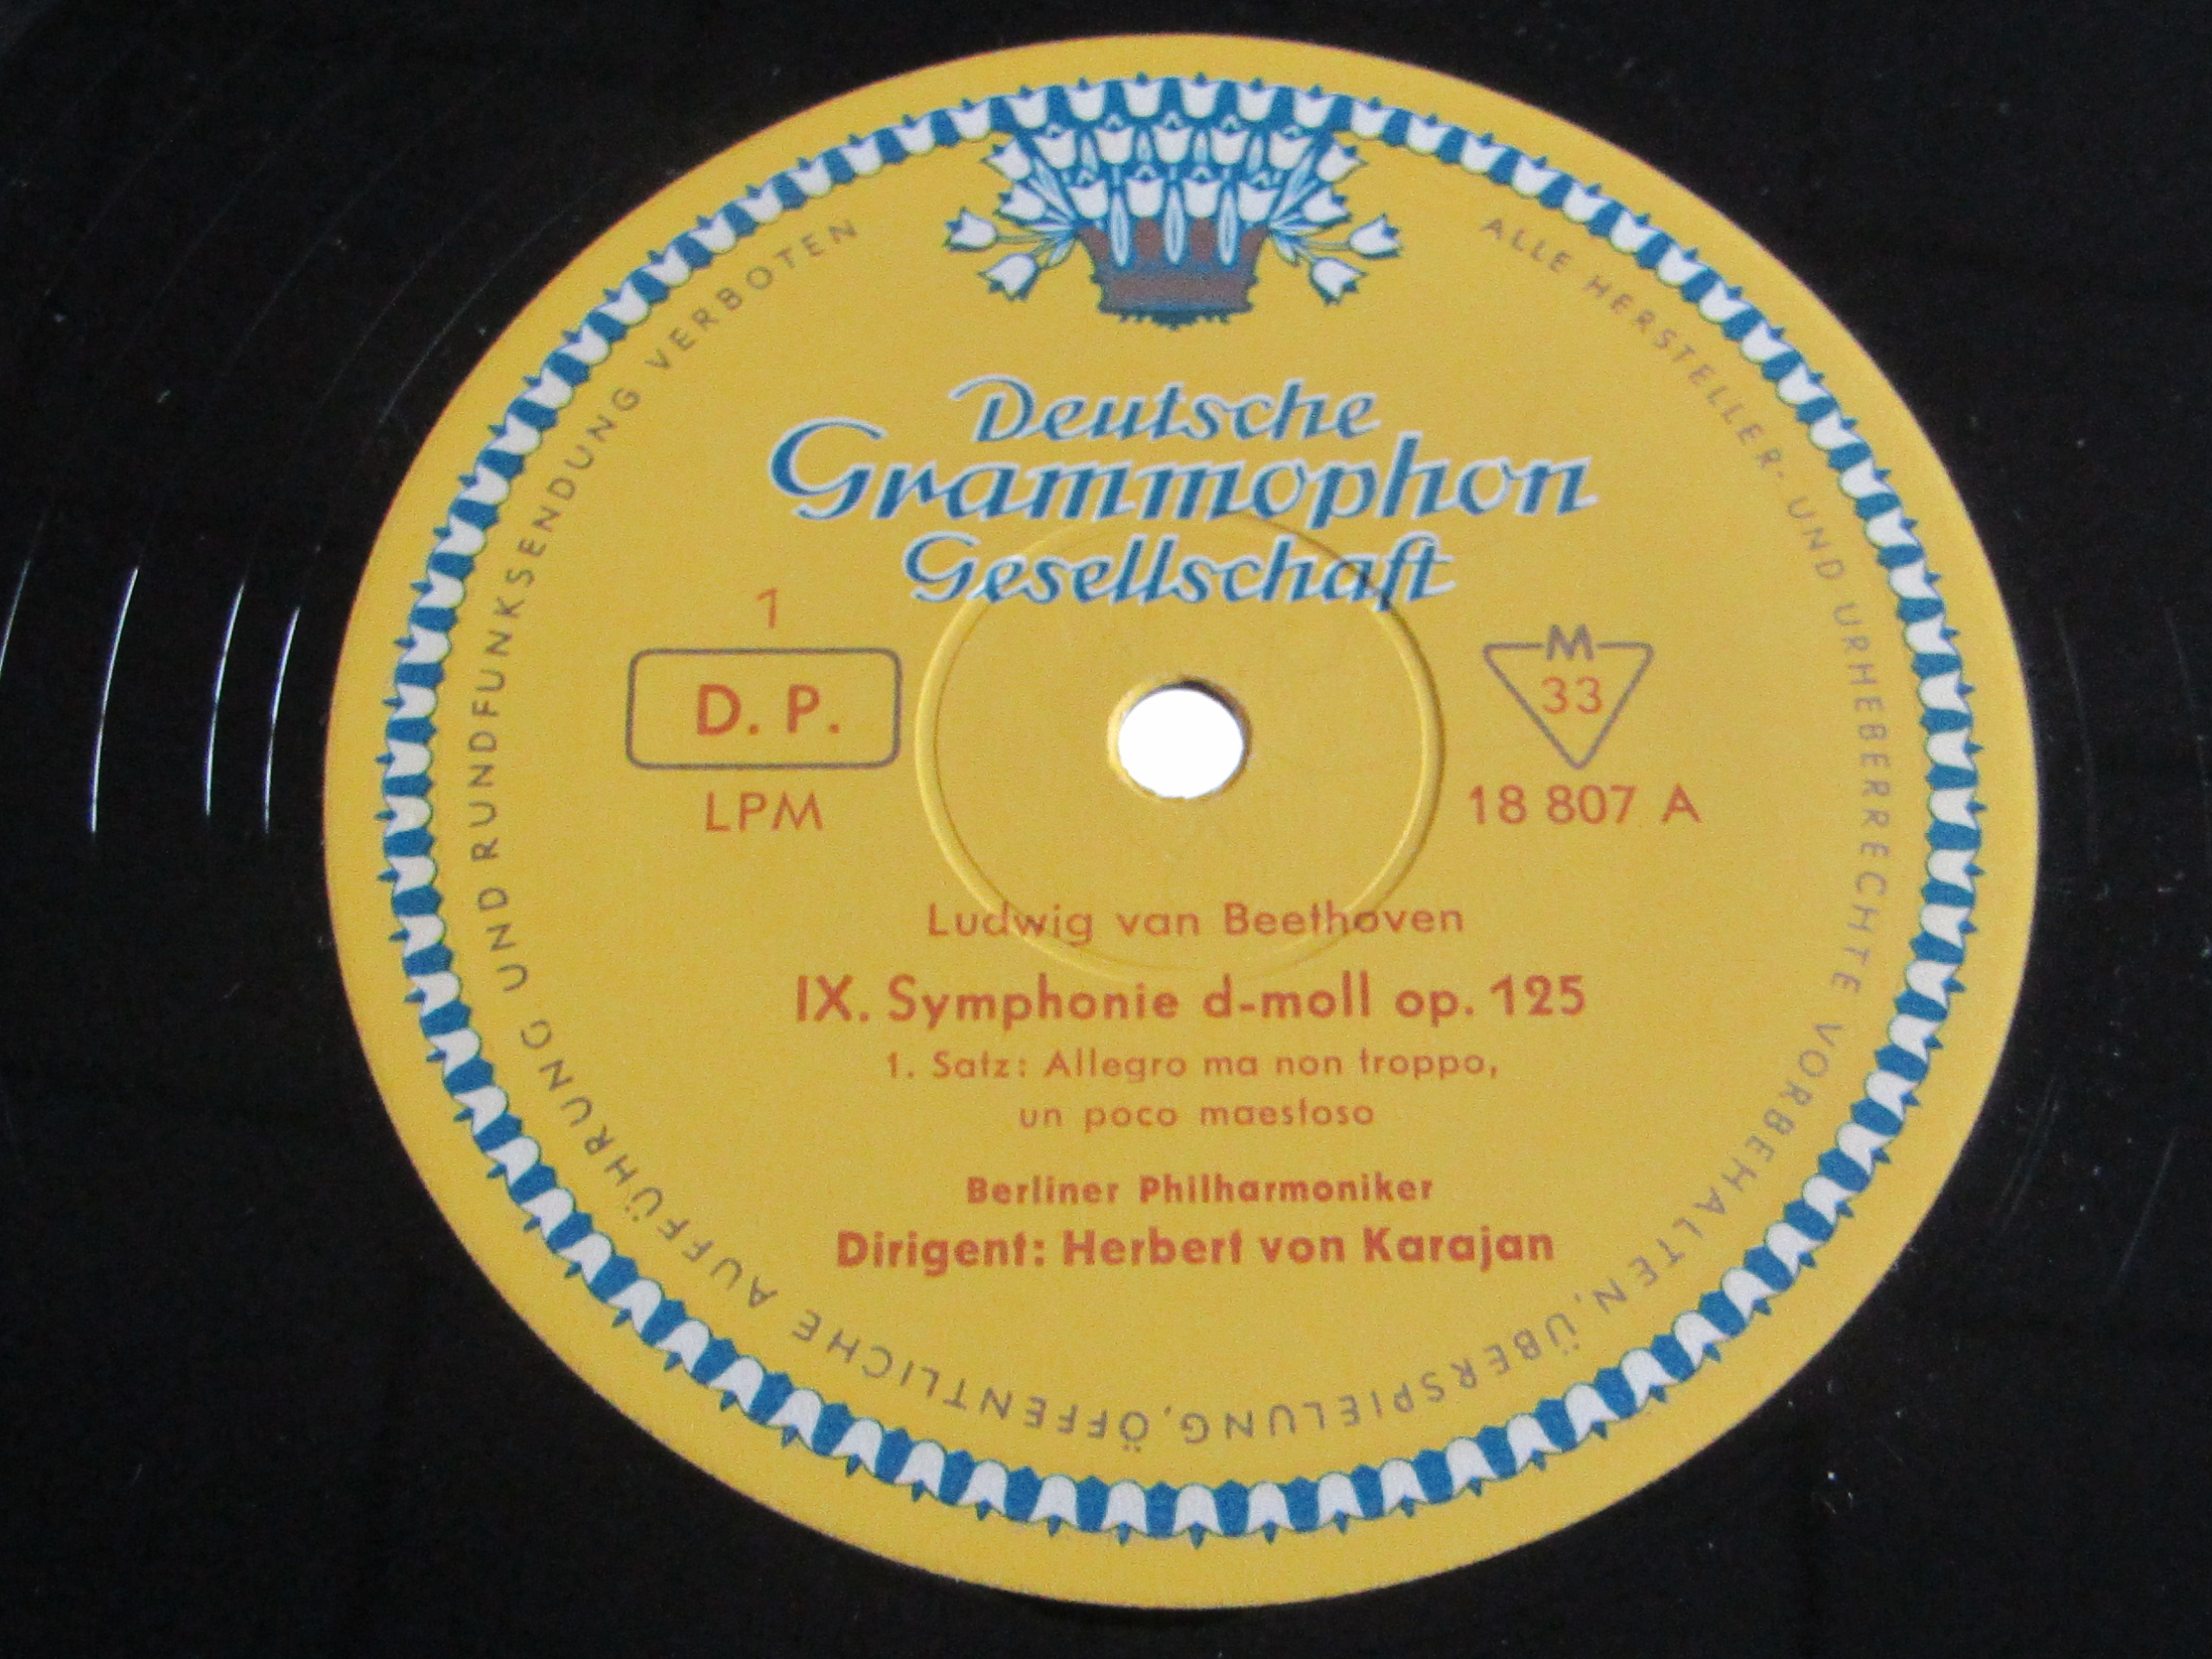 Deutsche
Grammophon
Gesellschaft
1
D. P.
LPM
M
33
18 807 A
Ludwig van Beethoven
IX. Symphonie d-moll op. 125
1. Satz: Allegro ma non troppo,
un poco maestoso
Berliner Philharmoniker
Dirigent: Herbert von Karajan
ALLE HERSTELLER- UND URHEBERRECHTE VORBEHALTEN, ÜBERSPIELUNG, ÖFFENTLICHE AUFFÜHRUNG UND RUNDFUNKSENDUNG VERBOTEN